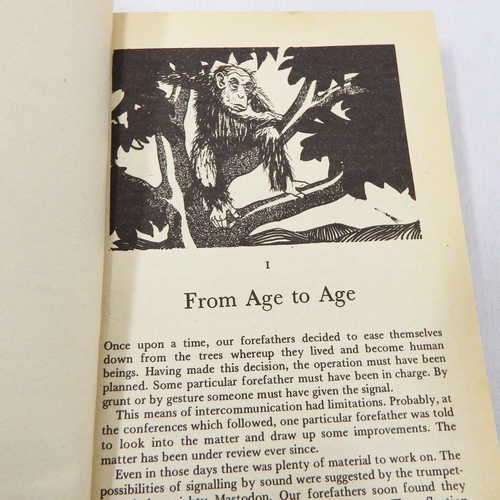 I
From Age to Age
Once upon a time, our forefathers decided to ease themselves
down from the trees whereup they lived and become human
beings. Having made this decision, the operation must have been
planned. Some particular forefather must have been in charge. By
grunt or by gesture someone must have given the signal.
This means of intercommunication had limitations. Probably, at
the conferences which followed, one particular forefather was told
to look into the matter and draw up some improvements. The
matter has been under review ever since.
Even in those days there was plenty of material to work on. The
possibilities of signalling by sound were suggested by the trumpet-
Mastodon. Our forefathers soon found they